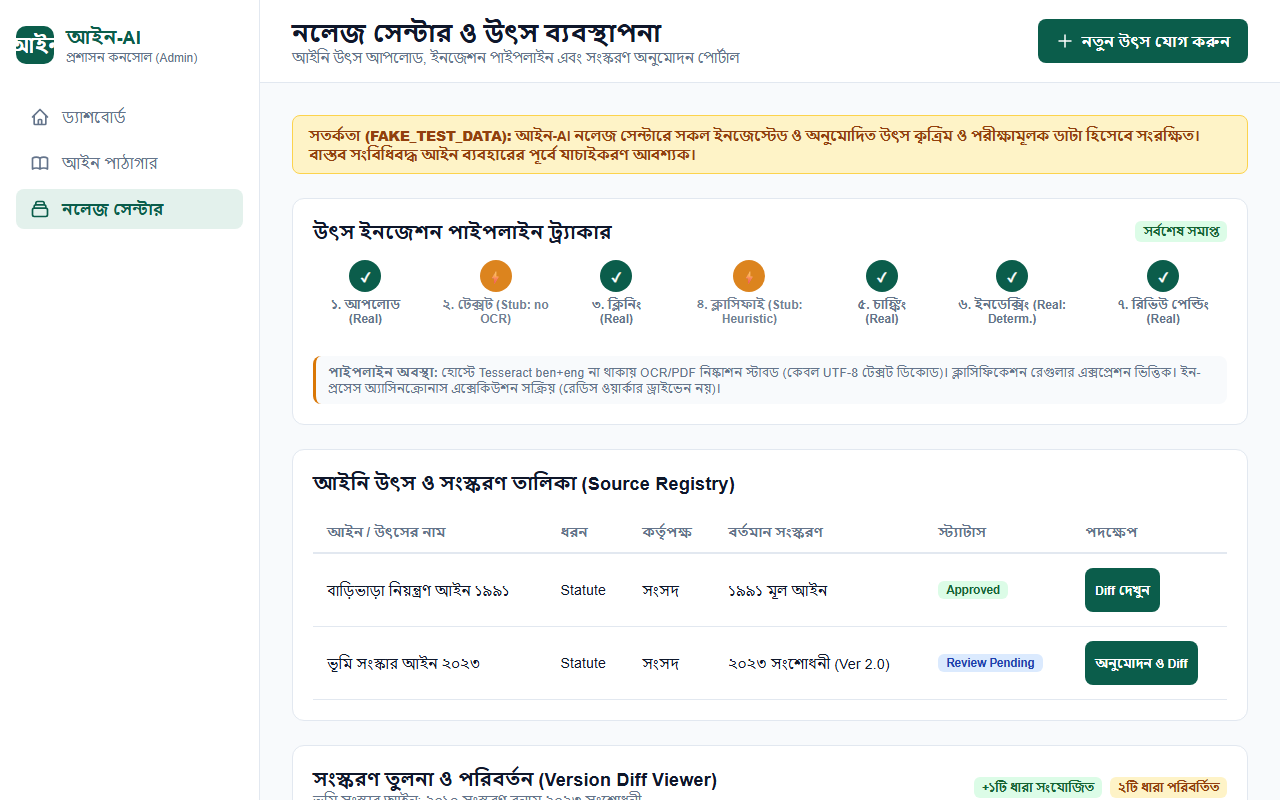 আইন
আইন-AI
প্রশাসন কনসোল (Admin)
ড্যাশবোর্ড
আইন পাঠাগার
নলেজ সেন্টার
নলেজ সেন্টার ও উৎস ব্যবস্থাপনা
আইনি উৎস আপলোড, ইনজেশন পাইপলাইন এবং সংস্করণ অনুমোদন পোর্টাল
নতুন উৎস যোগ করুন
সতর্কতা (FAKE_TEST_DATA): আইন-AI নলেজ সেন্টারে সকল ইনজেস্টেড ও অনুমোদিত উৎস কৃত্রিম ও পরীক্ষামূলক ডাটা হিসেবে সংরক্ষিত।
বাস্তব সংবিধিবদ্ধ আইন ব্যবহারের পূর্বে যাচাইকরণ আবশ্যক।
উৎস ইনজেশন পাইপলাইন ট্র্যাকার
সর্বশেষ সমাপ্ত
১. আপলোড (Real)
২. টেক্সট (Stub: no OCR)
৩. ক্লিনিং (Real)
৪. ক্লাসিফাই (Stub: Heuristic)
৫. চাঙ্কিং (Real)
৬. ইনডেক্সিং (Real: Determ.)
৭. রিভিউ পেন্ডিং (Real)
পাইপলাইন অবস্থা: হোস্টে Tesseract ben+eng না থাকায় OCR/PDF নিষ্কাশন স্টাবড (কেবল UTF-8 টেক্সট ডিকোড)। ক্লাসিফিকেশন রেগুলার এক্সপ্রেশন ভিত্তিক। ইন-
প্রসেস অ্যাসিনক্রোনাস এক্সেকিউশন সক্রিয় (রেডিস ওয়ার্কার ড্রাইভেন নয়)।
আইনি উৎস ও সংস্করণ তালিকা (Source Registry)
আইন / উৎসের নাম ধরন কর্তৃপক্ষ বর্তমান সংস্করণ স্ট্যাটাস পদক্ষেপ
বাড়িভাড়া নিয়ন্ত্রণ আইন ১৯৯১ Statute সংসদ ১৯৯১ মূল আইন Approved Diff দেখুন
ভূমি সংস্কার আইন ২০২৩ Statute সংসদ ২০২৩ সংশোধনী (Ver 2.0) Review Pending অনুমোদন ও Diff
সংস্করণ তুলনা ও পরিবর্তন (Version Diff Viewer)
+১টি ধারা সংযোজিত
২টি ধারা পরিবর্তিত